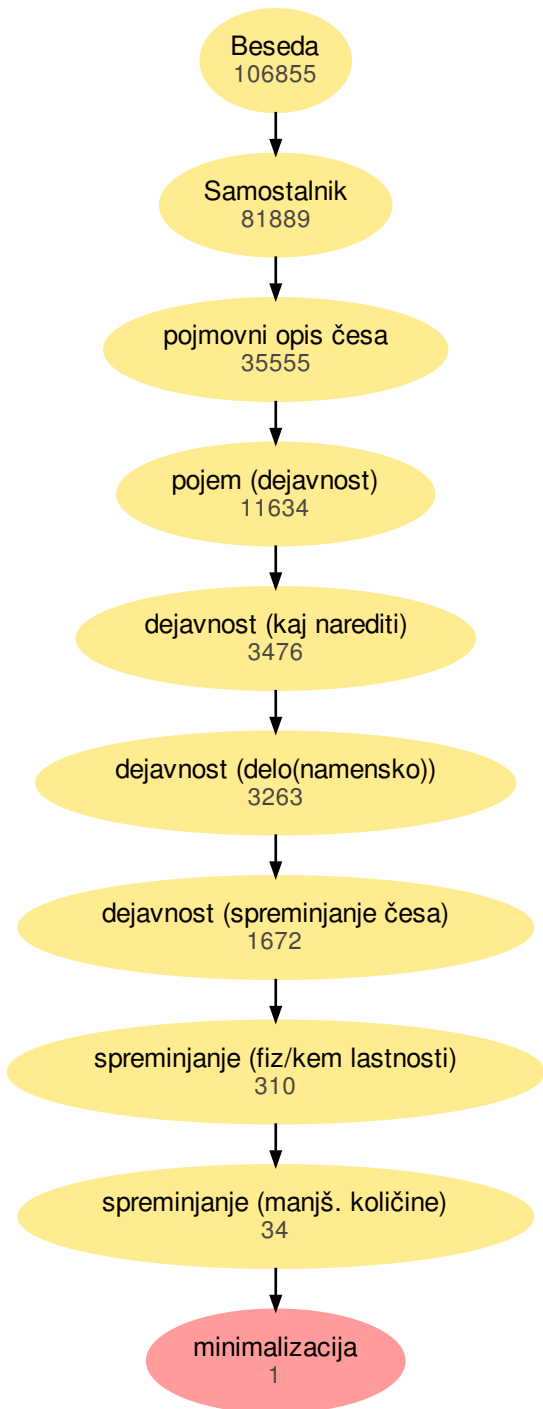 Beseda
106855
Samostalnik
81889
pojmovni opis česa
35555
pojem (dejavnost)
11634
dejavnost (kaj narediti)
3476
dejavnost (delo(namensko))
3263
dejavnost (spreminjanje česa)
1672
spreminjanje (fiz/kem lastnosti)
310
spreminjanje (manjš. količine)
34
minimalizacija
1